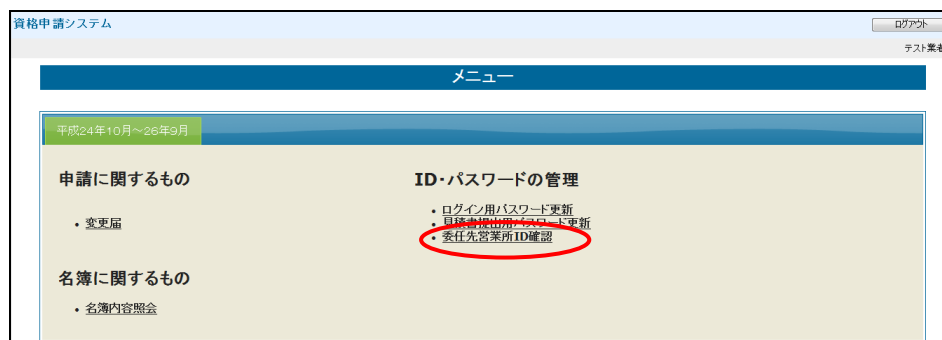 資格申請システム
ログアウト
テスト業者
メニュー
平成24年10月～26年9月
申請に関するもの
・変更届
名簿に関するもの
・名簿内容照会
ID・パスワードの管理
・ログイン用パスワード更新
・見積書提出用パスワード更新
・委任先営業所ID確認